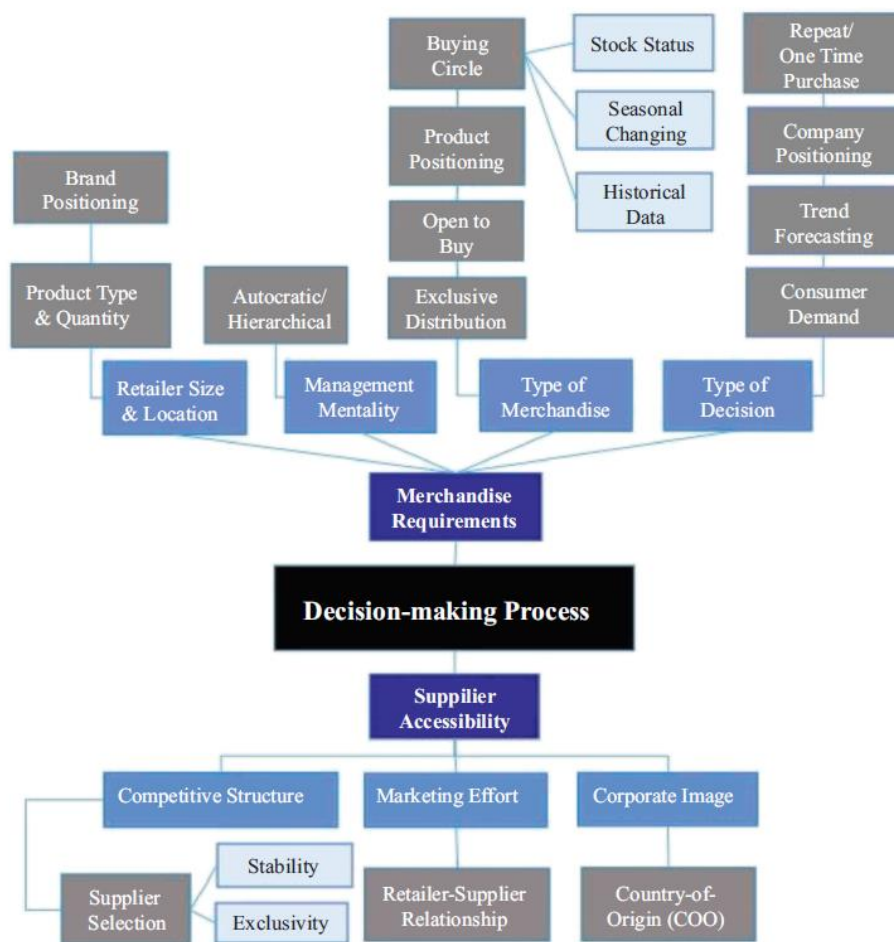 Buying
Circle
Stock Status
Repeat/
One Time
Purchase
Seasonal
Changing
Product
Positioning
Company
Positioning
Brand
Positioning
Historical
Data
Open to
Buy
Trend
Forecasting
Product Type
& Quantity
Autocratic/
Hierarchical
Exclusive
Distribution
Consumer
Demand
Retailer Size
& Location
Management
Mentality
Type of
Merchandise
Type of
Decision
Merchandise
Requirements
Decision-making Process
Suppilier
Accessibility
Competitive Structure
Marketing Effort
Corporate Image
Stability
Supplier
Selection
Exclusivity
Retailer-Supplier
Relationship
Country-of-
Origin (COO)